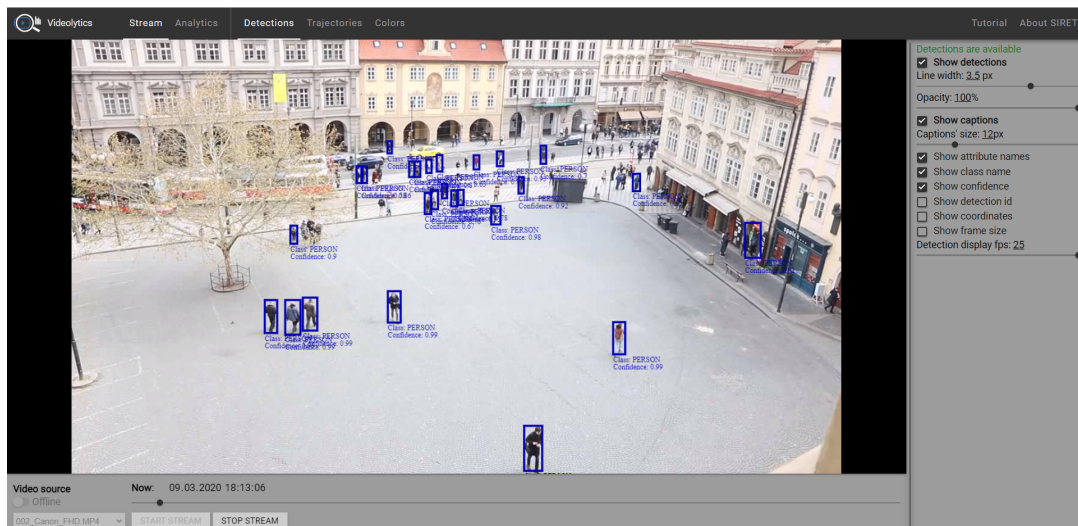 Videolytics
Stream
Analytics
Detections
Trajectories
Colors
Tutorial
About SIRET
Detections are available
Show detections
Line width: 3.5 px
Opacity: 100%
Show captions
Captions' size: 12px
Show attribute names
Show class name
Show confidence
Show detection id
Show coordinates
Show frame size
Detection display fps: 25
Class: PERSON
Confidence: 0.92
Class: PERSON
Confidence: 0.98
Confidence: 0.67
Class: PERSON
Confidence: 0.9
Class: PERSON
Confidence: 0.99
Class: PERSON
Confidence: 0.99
Video source
Offline
Now: 09.03.2020 18:13:06
002_Canon_FHD.MP4
START STREAM
STOP STREAM